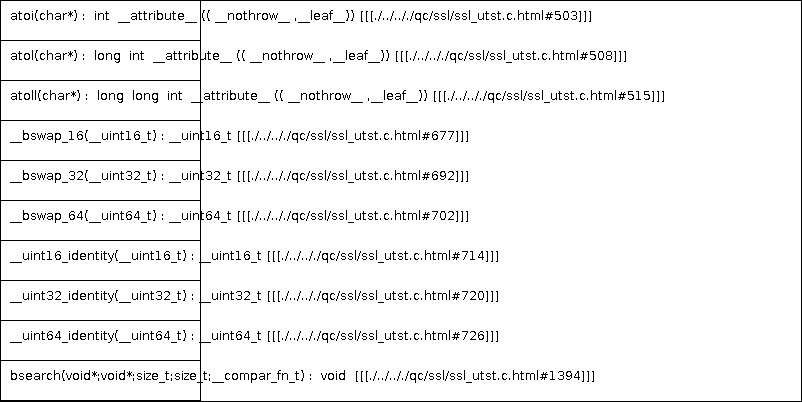 atoi(char*) : int __attribute__ (( __nothrow__ ,__leaf__)) [[[./../../qc/ssl/ssl_utst.c.html#503]]]
atol(char*) : long int __attribute__ (( __nothrow__ ,__leaf__)) [[[./../.././qc/ssl/ssl_utst.c.html#508]]]
atoll(char*) : long long int __attribute__ (( __nothrow__ ,__leaf__)) [[[./../.././qc/ssl/ssl_utst.c.html#515]]]
__bswap_16(__uint16_t) : __uint16_t [[[./../.././qc/ssl/ssl_utst.c.html#677]]]
__bswap_32(__uint32_t) : __uint32_t [[[./../.././qc/ssl/ssl_utst.c.html#692]]]
__bswap_64(__uint64_t) : __uint64_t [[[./../.././qc/ssl/ssl_utst.c.html#702]]]
__uint16_identity(__uint16_t) : __uint16_t [[[./../.././qc/ssl/ssl_utst.c.html#714]]]
__uint32_identity(__uint32_t) : __uint32_t [[[./../.././qc/ssl/ssl_utst.c.html#720]]]
__uint64_identity(__uint64_t) : __uint64_t [[[./../.././qc/ssl/ssl_utst.c.html#726]]]
bsearch(void*;void*;size_t;size_t;__compar_fn_t) : void [[[./../.././qc/ssl/ssl_utst.c.html#1394]]]